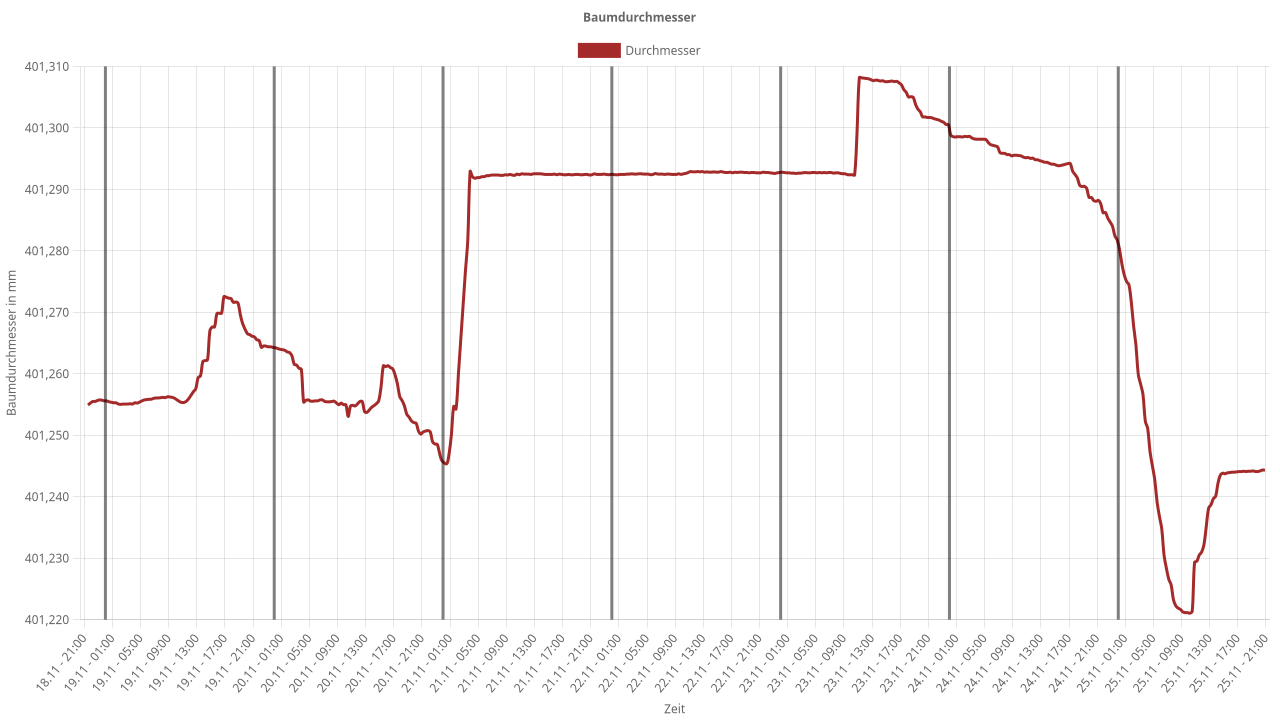 Baumdurchmesser
Durchmesser
401,310
401,300
401,290
401,280
401,270
401,260
401,250
401,240
401,230
401,220
Baumdurchmesser in mm
18.11 - 21:00
19.11 - 01:00
19.11 - 05:00
19.11 - 09:00
19.11 - 13:00
19.11 - 17:00
19.11 - 21:00
20.11 - 01:00
20.11 - 05:00
20.11 - 09:00
20.11 - 13:00
20.11 - 17:00
20.11 - 21:00
21.11 - 01:00
21.11 - 05:00
21.11 - 09:00
21.11 - 13:00
21.11 - 17:00
21.11 - 21:00
22.11 - 01:00
22.11 - 05:00
22.11 - 09:00
22.11 - 13:00
22.11 - 17:00
22.11 - 21:00
23.11 - 01:00
23.11 - 05:00
23.11 - 09:00
23.11 - 13:00
23.11 - 17:00
23.11 - 21:00
24.11 - 01:00
24.11 - 05:00
24.11 - 09:00
24.11 - 13:00
24.11 - 17:00
24.11 - 21:00
25.11 - 01:00
25.11 - 05:00
25.11 - 09:00
25.11 - 13:00
25.11 - 17:00
25.11 - 21:00
Zeit